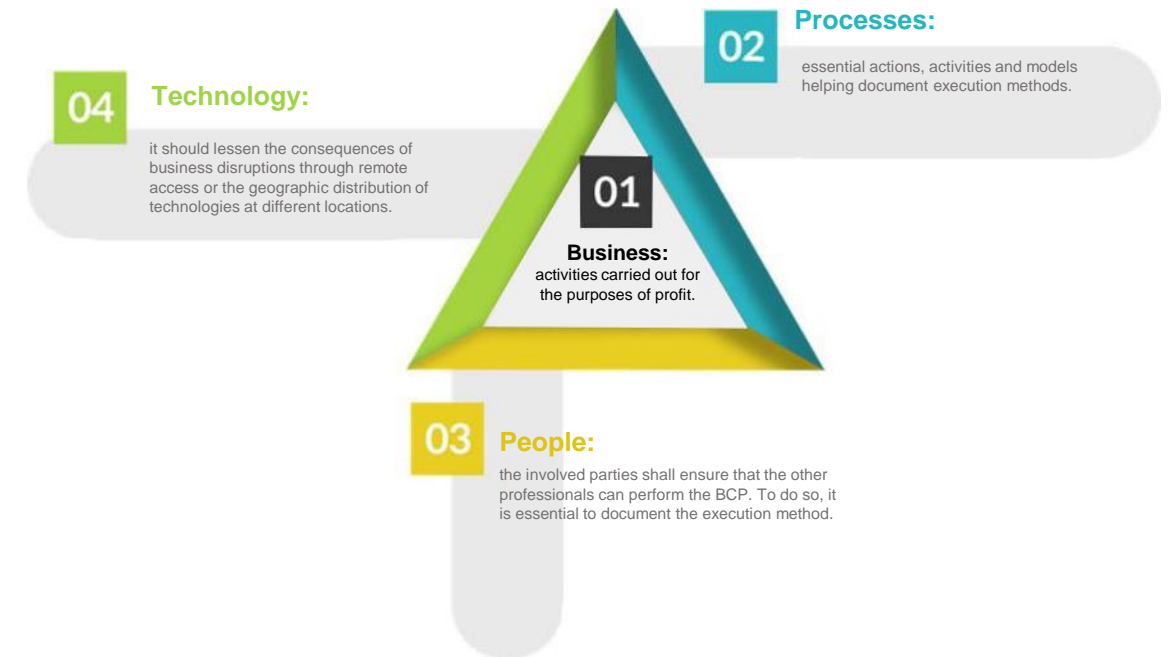 01
Business:
activities carried out for
the purposes of profit.
02
Processes:
essential actions, activities and models
helping document execution methods.
03
People:
the involved parties shall ensure that the other
professionals can perform the BCP. To do so, it
is essential to document the execution method.
04
Technology:
it should lessen the consequences of
business disruptions through remote
access or the geographic distribution of
technologies at different locations.